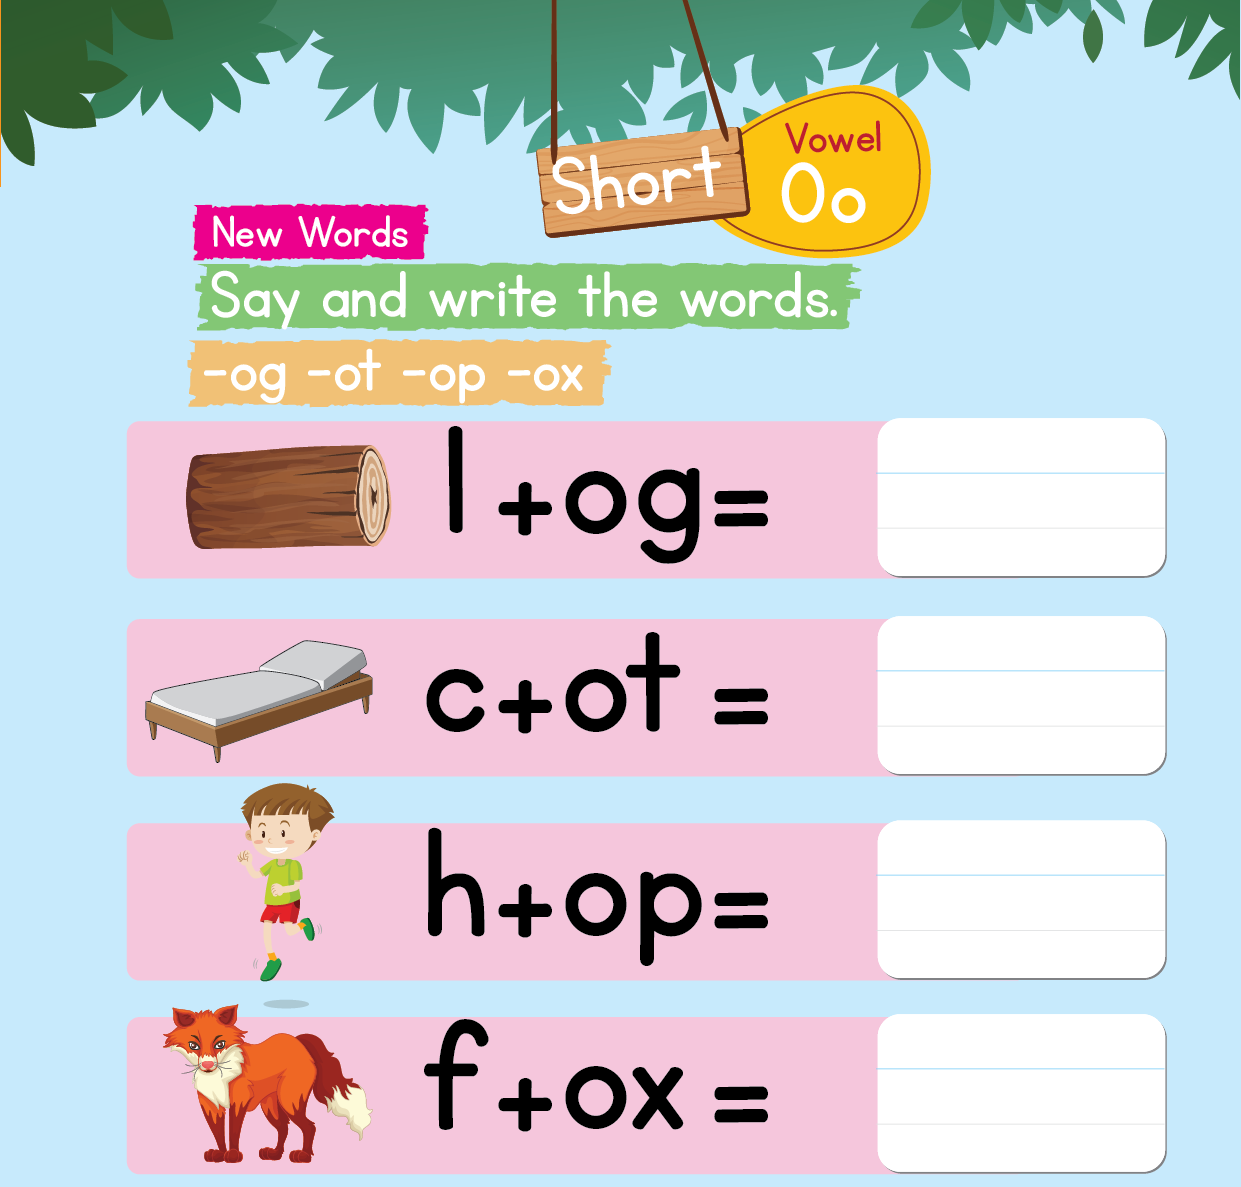 Short
Vowel
Oo
New Words
Say and write the words.
-og -ot -op -ox
l+og=
c+ot =
h+op=
f+ox =